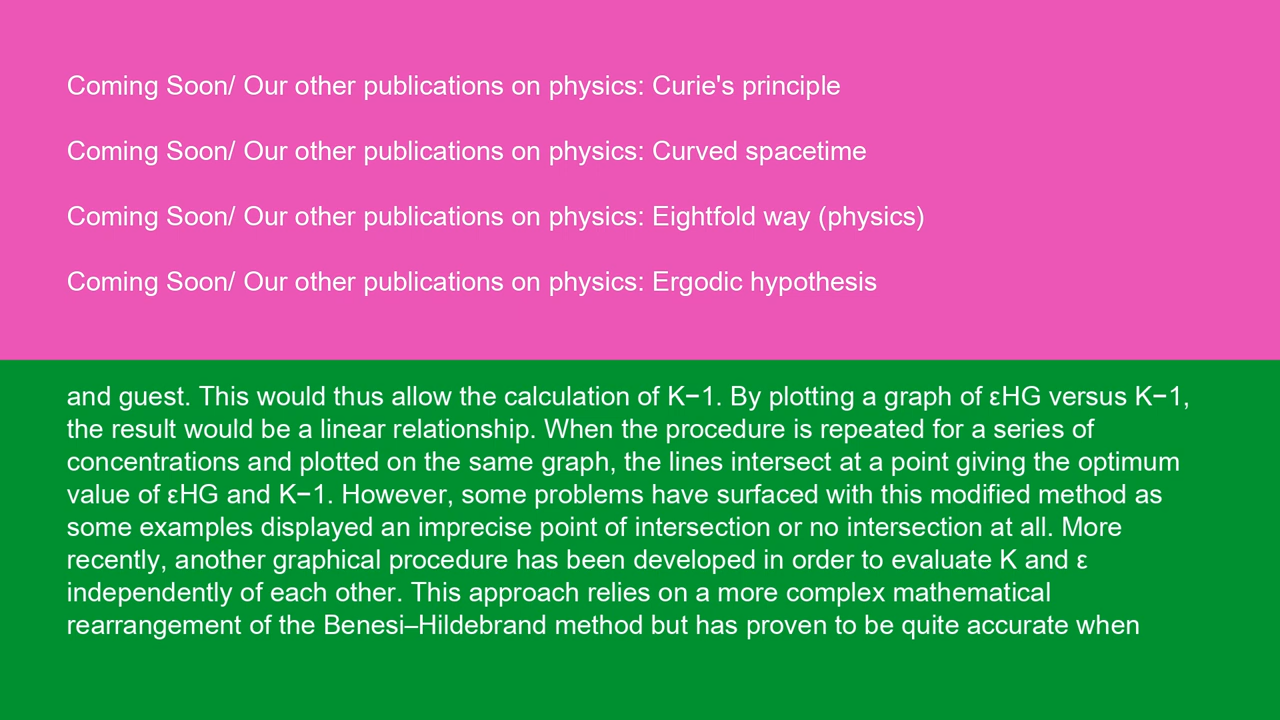 Coming Soon/ Our other publications on physics: Curie's principle
Coming Soon/ Our other publications on physics: Curved spacetime
Coming Soon/ Our other publications on physics: Eightfold way (physics)
Coming Soon/ Our other publications on physics: Ergodic hypothesis
and guest. This would thus allow the calculation of K−1. By plotting a graph of εHG versus K−1,
the result would be a linear relationship. When the procedure is repeated for a series of
concentrations and plotted on the same graph, the lines intersect at a point giving the optimum
value of εHG and K−1. However, some problems have surfaced with this modified method as
some examples displayed an imprecise point of intersection or no intersection at all. More
recently, another graphical procedure has been developed in order to evaluate K and ε
independently of each other. This approach relies on a more complex mathematical
rearrangement of the Benesi–Hildebrand method but has proven to be quite accurate when